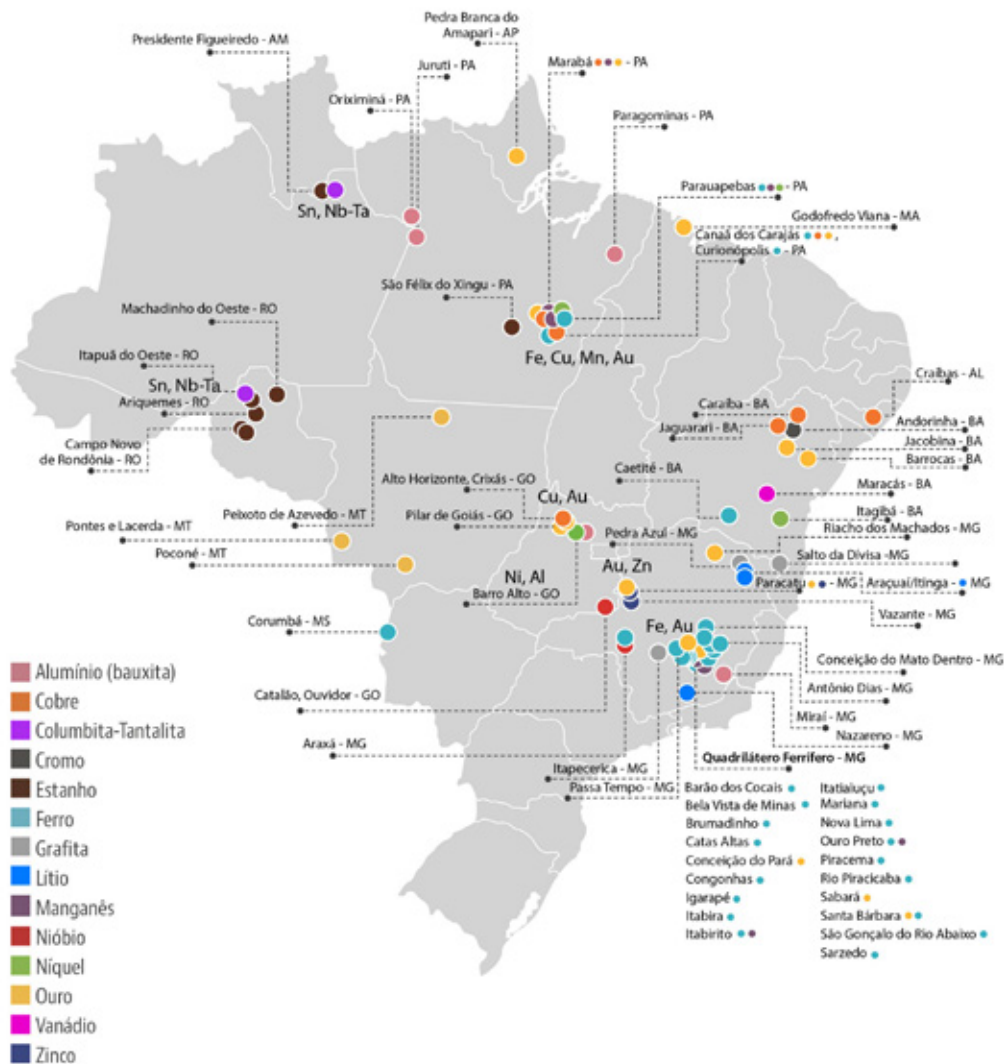 Pedra Branca do
Amapari - AP
Presidente Figueiredo - AM
Juruti - PA
Marabá - PA
Oriximiná - PA
Paragominas - PA
Parauapebas - PA
Sn, Nb-Ta
Godofredo Viana - MA
Canaã dos Carajás ,
Curionópolis - PA
São Félix do Xingu - PA
Machadinho do Oeste - RO
Fe, Cu, Mn, Au
Itapuã do Oeste - RO
Sn, Nb-Ta
Craíbas - AL
Ariquemes - RO
Caraíba - BA
Andorinha - BA
Jaguarari - BA
Campo Novo
de Rondônia - RO
Jacobina - BA
Barrocas - BA
Caetité - BA
Alto Horizonte, Crixás - GO
Maracás - BA
Cu, Au
Peixoto de Azevedo - MT
Pilar de Goiás - GO
Itagibá - BA
Pontes e Lacerda - MT
Riacho dos Machados - MG
Pedra Azul - MG
Poconé - MT
Salto da Divisa -MG
Ni, Al
Au, Zn
Barro Alto - GO
Paracatu - MG
Araçuaí/Itinga - MG
Vazante - MG
Corumbá - MS
Fe, Au
Conceição do Mato Dentro - MG
Catalão, Ouvidor - GO
Antônio Dias - MG
Miraí - MG
Nazareno - MG
Araxá - MG
Quadrilátero Ferrífero - MG
Itapecerica - MG
Passa Tempo - MG
Barão dos Cocais
Bela Vista de Minas
Brumadinho
Catas Altas
Conceição do Pará
Congonhas
Igarapé
Itabira
Itabirito
Itatiaiuçu
Mariana
Nova Lima
Ouro Preto
Piracema
Rio Piracicaba
Sabará
Santa Bárbara
São Gonçalo do Rio Abaixo
Sarzedo
Alumínio (bauxita)
Cobre
Columbita-Tantalita
Cromo
Estanho
Ferro
Grafita
Lítio
Manganês
Nióbio
Níquel
Ouro
Vanádio
Zinco